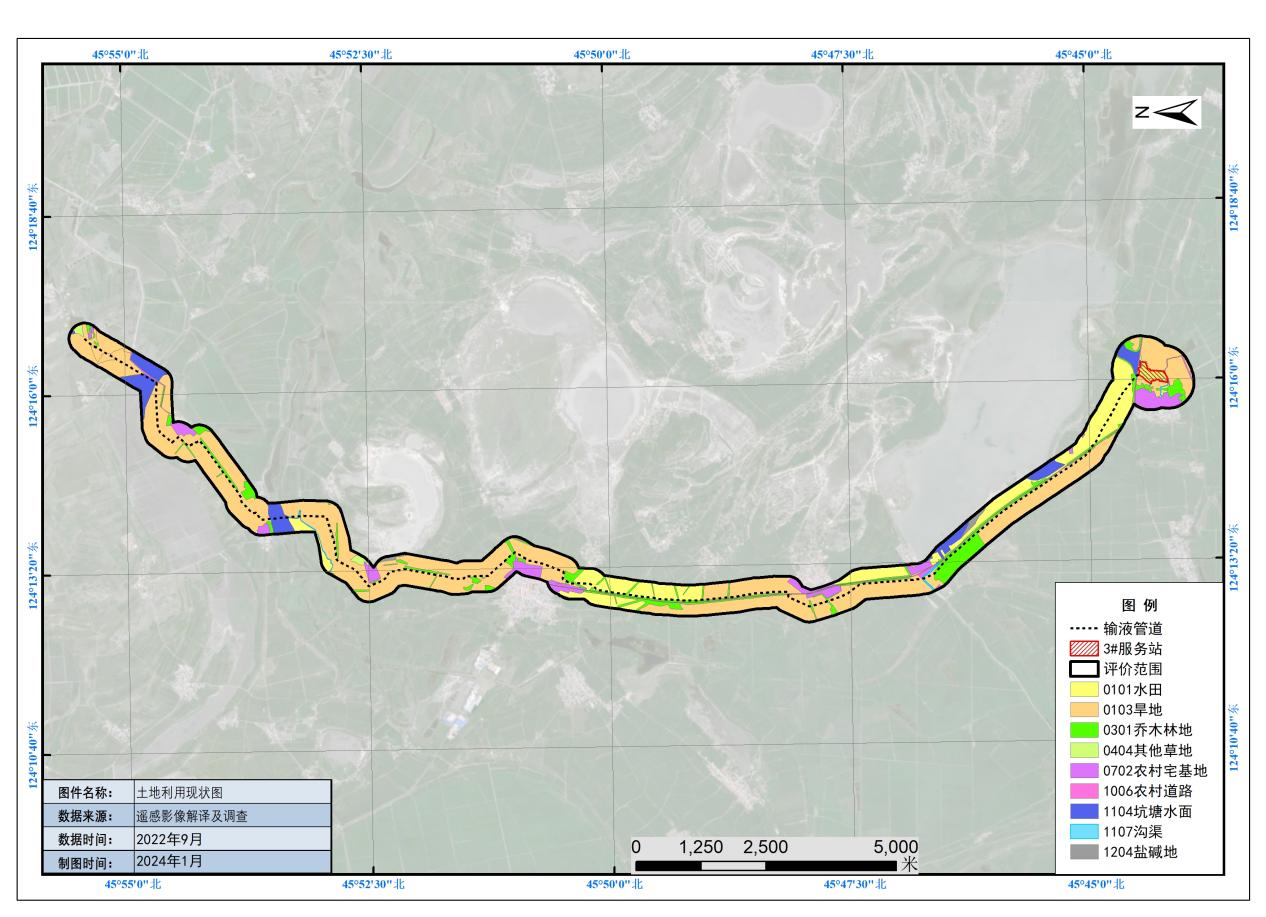 45°55'0"北
45°52'30"北
45°50'0"北
45°47'30"北
45°45'0"北
N
124°18'40"东
124°18'40"东
124°16'0"东
124°16'0"东
124°13'20"东
124°13'20"东
124°10'40"东
124°10'40"东
图 例
输液管道
3#服务站
评价范围
0101水田
0103旱地
0301乔木林地
0404其他草地
0702农村宅基地
1006农村道路
1104坑塘水面
1107沟渠
1204盐碱地
图件名称： 土地利用现状图
数据来源： 遥感影像解译及调查
数据时间： 2022年9月
制图时间： 2024年1月
0 1,250 2,500 5,000
米
45°55'0"北
45°52'30"北
45°50'0"北
45°47'30"北
45°45'0"北